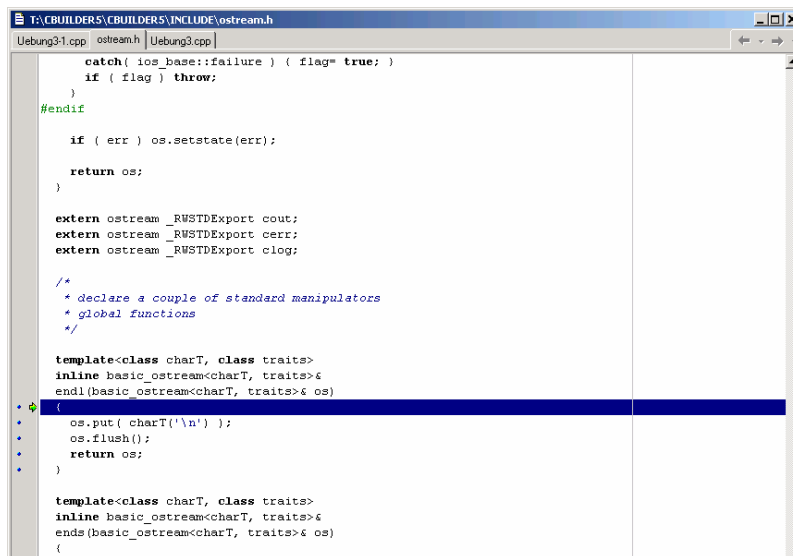 T:\CBUILDER5\CBUILDER5\INCLUDE\ostream.h
Uebung3-1.cpp ostream.h Uebung3.cpp
catch( ios_base::failure ) { flag= true; }
if ( flag ) throw;
}
#endif
if ( err ) os.setstate(err);
return os;
}
extern ostream _RWSTDExport cout;
extern ostream _RWSTDExport cerr;
extern ostream _RWSTDExport clog;
/*
* declare a couple of standard manipulators
* global functions
*/
template<class charT, class traits>
inline basic_ostream<charT, traits>&
endl(basic_ostream<charT, traits>& os)
{
os.put( charT('\n') );
os.flush();
return os;
}
template<class charT, class traits>
inline basic_ostream<charT, traits>&
ends(basic_ostream<charT, traits>& os)
{